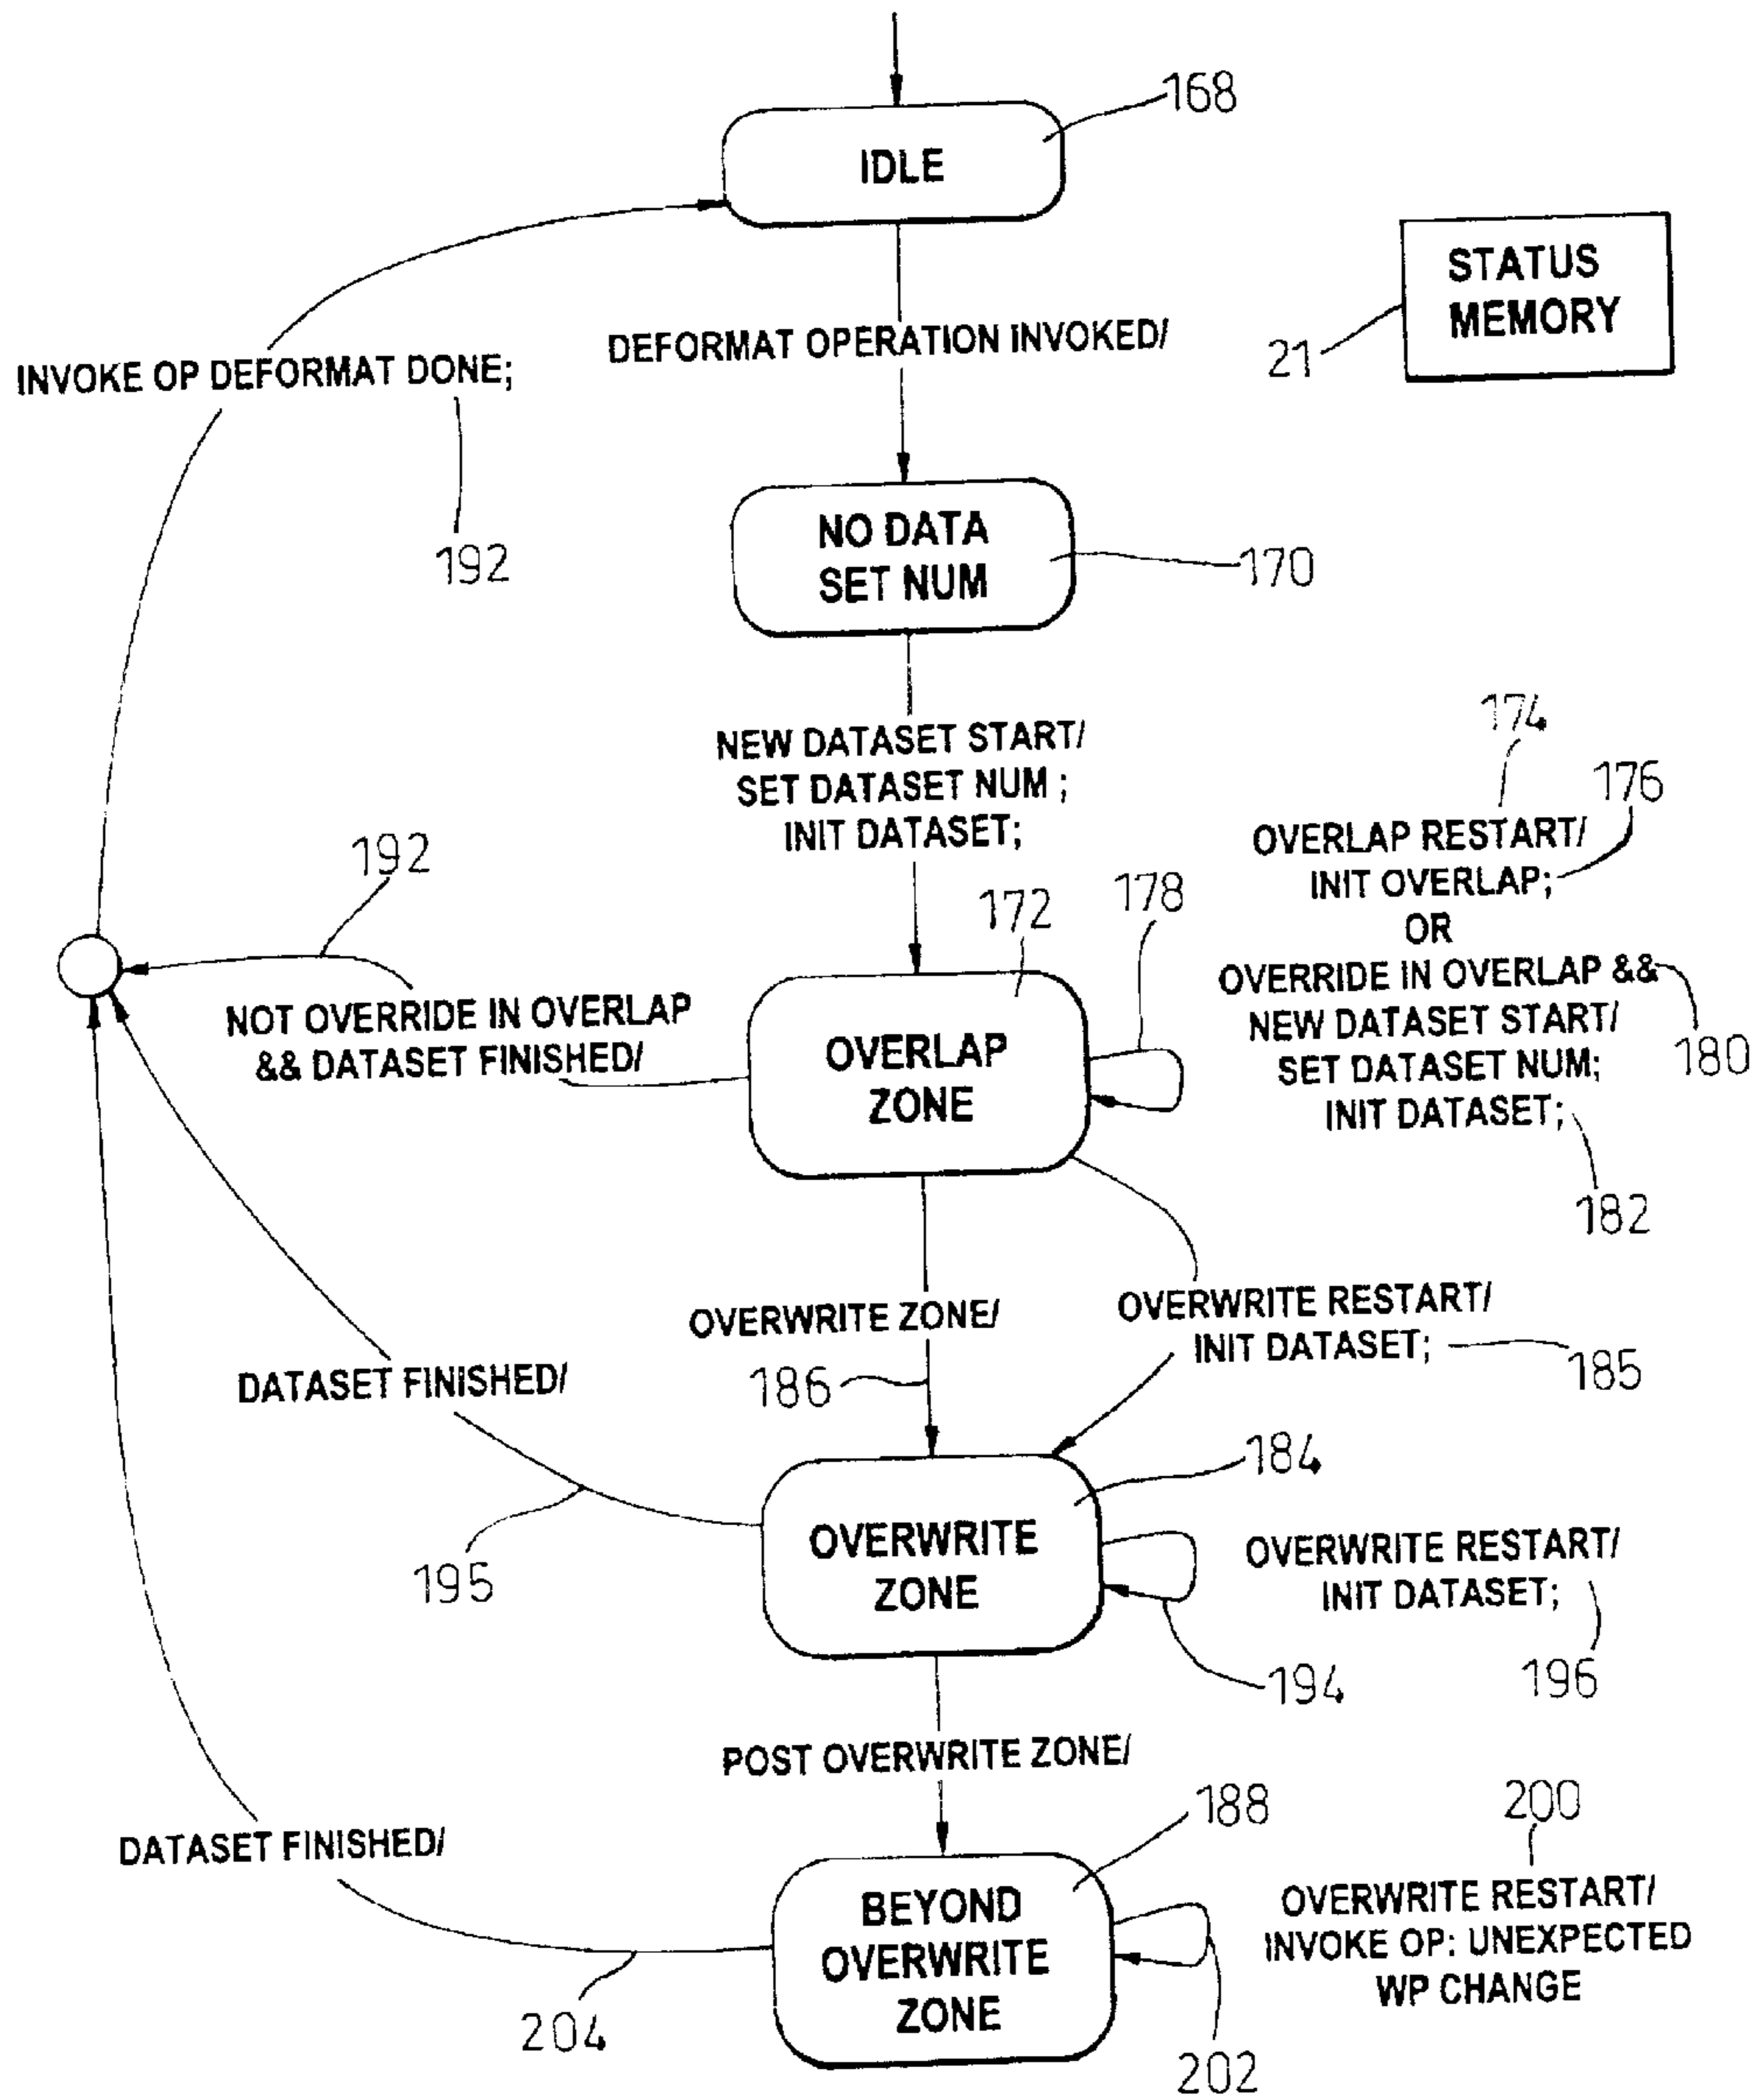 168
IDLE
STATUS
MEMORY
21
DEFORMAT OPERATION INVOKED/
INVOKE OP DEFORMAT DONE;
192
NO DATA
SET NUM
170
NEW DATASET START/
SET DATASET NUM ;
INIT DATASET;
174
176
OVERLAP RESTART/
INIT OVERLAP;
OR
OVERRIDE IN OVERLAP &&
NEW DATASET START/
SET DATASET NUM;
INIT DATASET;
180
182
192
172
178
NOT OVERRIDE IN OVERLAP
&& DATASET FINISHED/
OVERLAP
ZONE
OVERWRITE ZONE/
186
OVERWRITE RESTART/
INIT DATASET;
185
DATASET FINISHED/
195
184
OVERWRITE
ZONE
OVERWRITE RESTART/
INIT DATASET;
194
196
POST OVERWRITE ZONE/
188
200
DATASET FINISHED/
204
BEYOND
OVERWRITE
ZONE
OVERWRITE RESTART/
INVOKE OP: UNEXPECTED
WP CHANGE
202